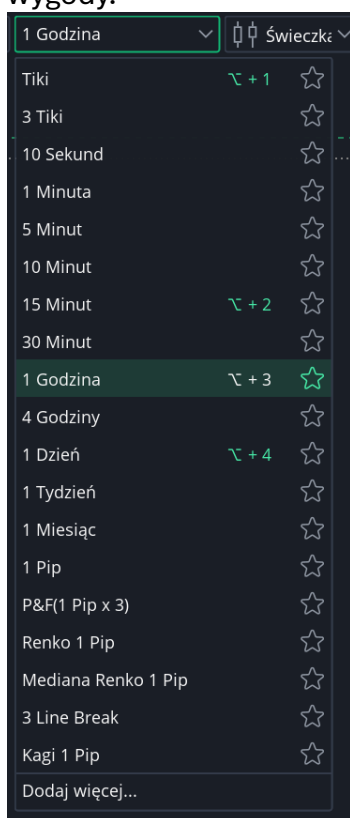 wygody.
1 Godzina Świeczka
Tiki ⌥ + 1
3 Tiki
10 Sekund
1 Minuta
5 Minut
10 Minut
15 Minut ⌥ + 2
30 Minut
1 Godzina ⌥ + 3
4 Godziny
1 Dzień ⌥ + 4
1 Tydzień
1 Miesiąc
1 Pip
P&F(1 Pip x 3)
Renko 1 Pip
Mediana Renko 1 Pip
3 Line Break
Kagi 1 Pip
Dodaj więcej...